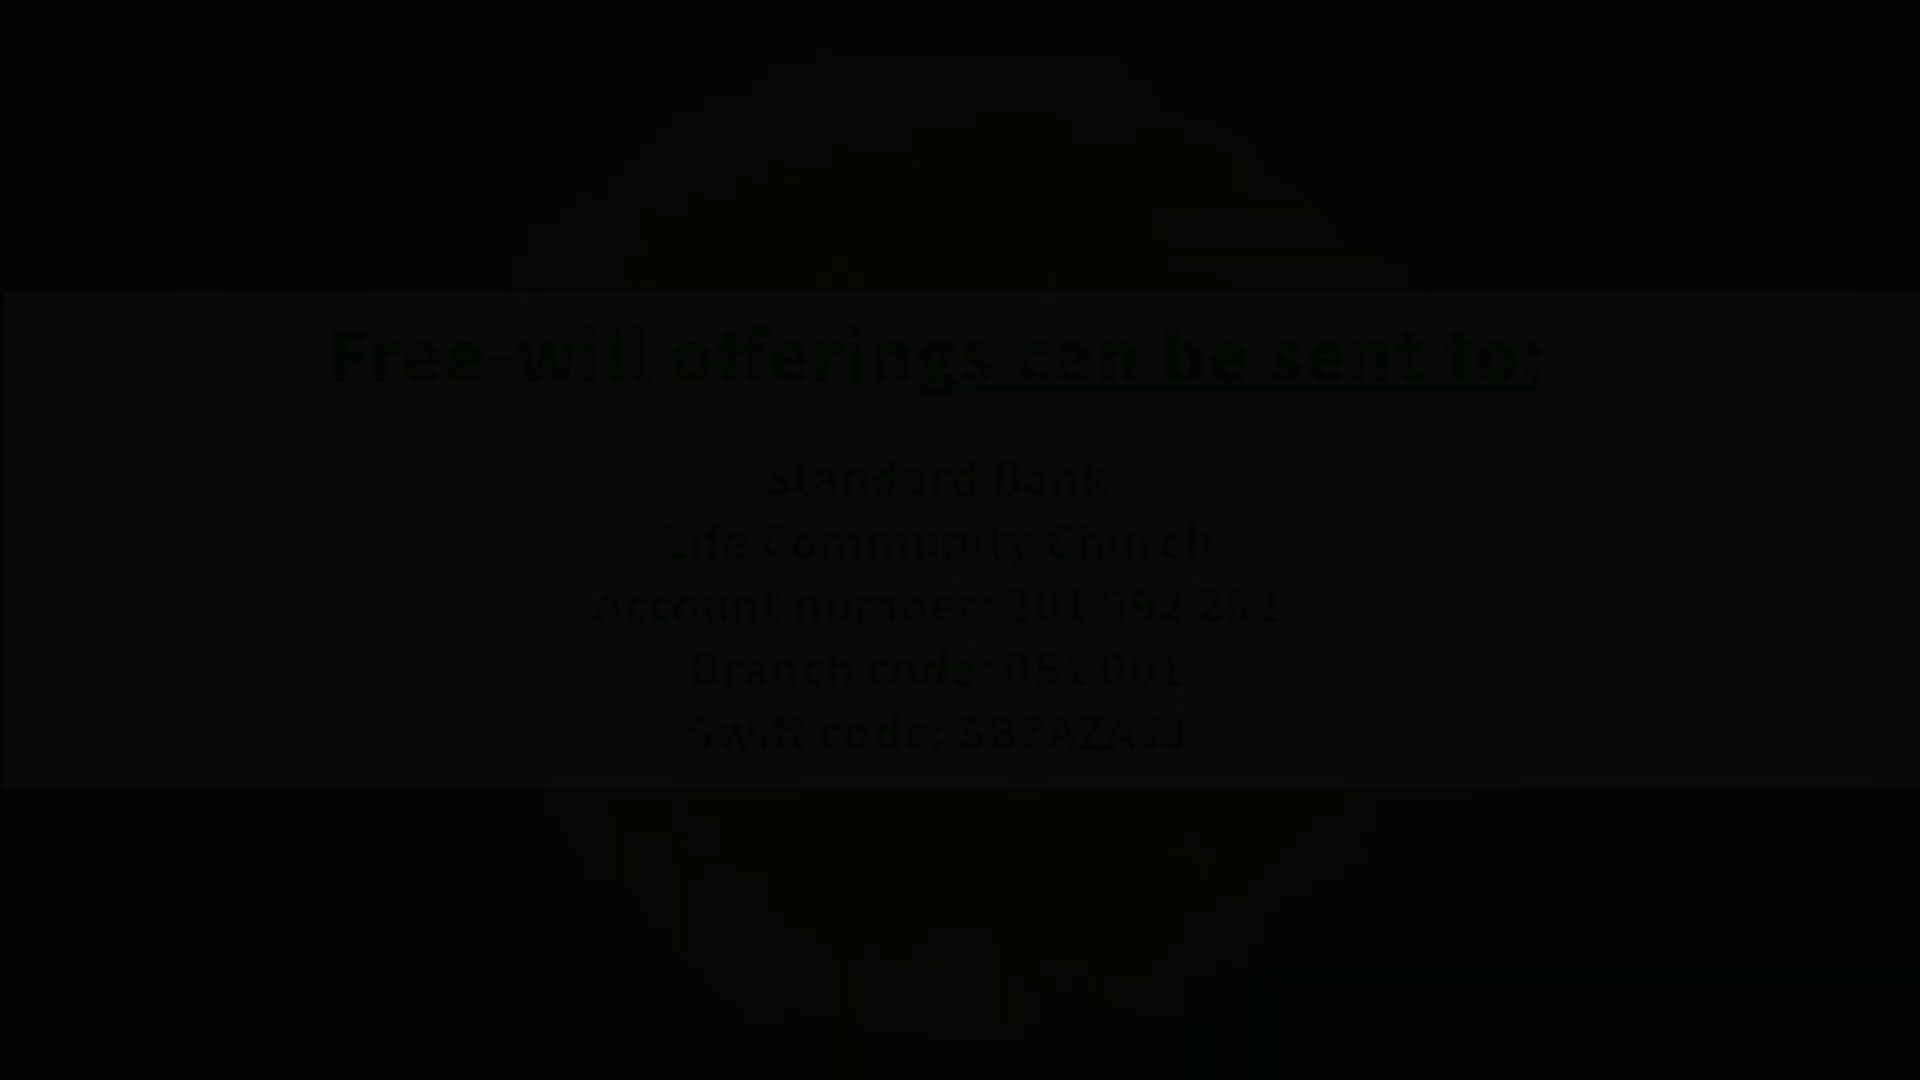 Free-will offerings can be sent to:
Standard Bank
Life Community Church
Account number: 301 992 282
Branch code: 051 001
Swift code: SBZAZAJJ